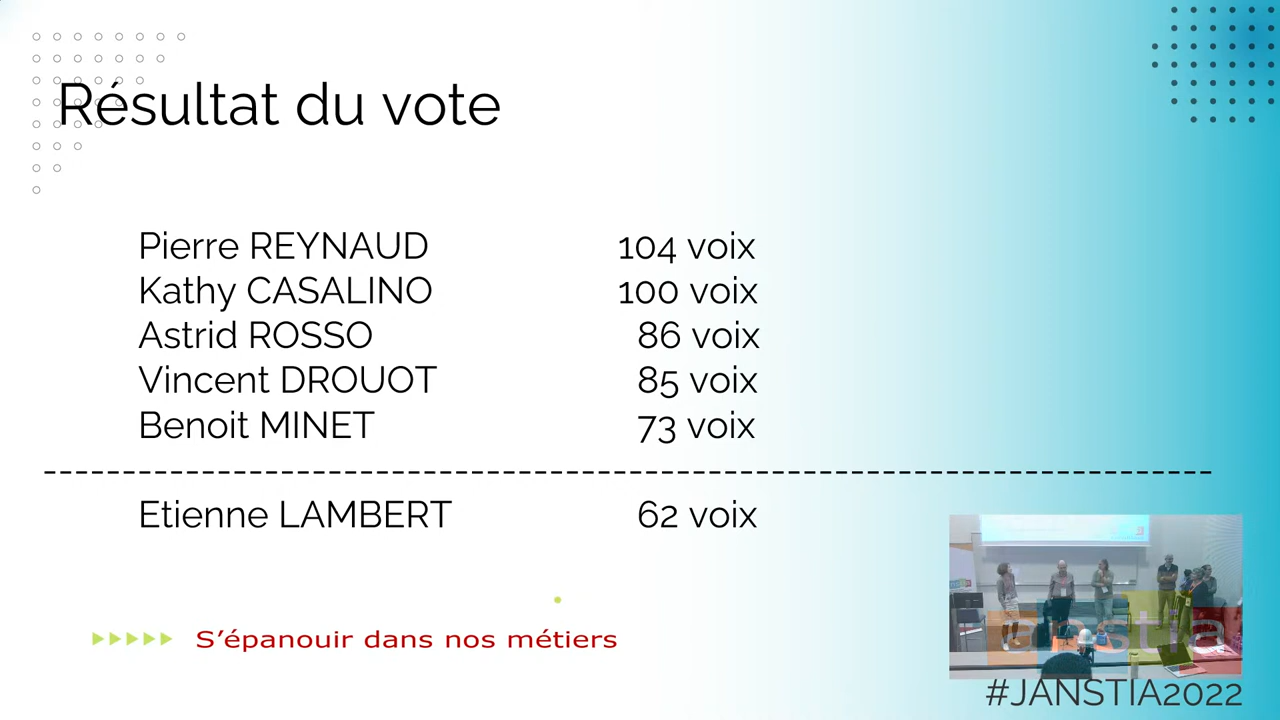 Résultat du vote
Pierre REYNAUD 104 voix
Kathy CASALINO 100 voix
Astrid ROSSO 86 voix
Vincent DROUOT 85 voix
Benoit MINET 73 voix
Etienne LAMBERT 62 voix
S'épanouir dans nos métiers
anstia
#JANSTIA2022